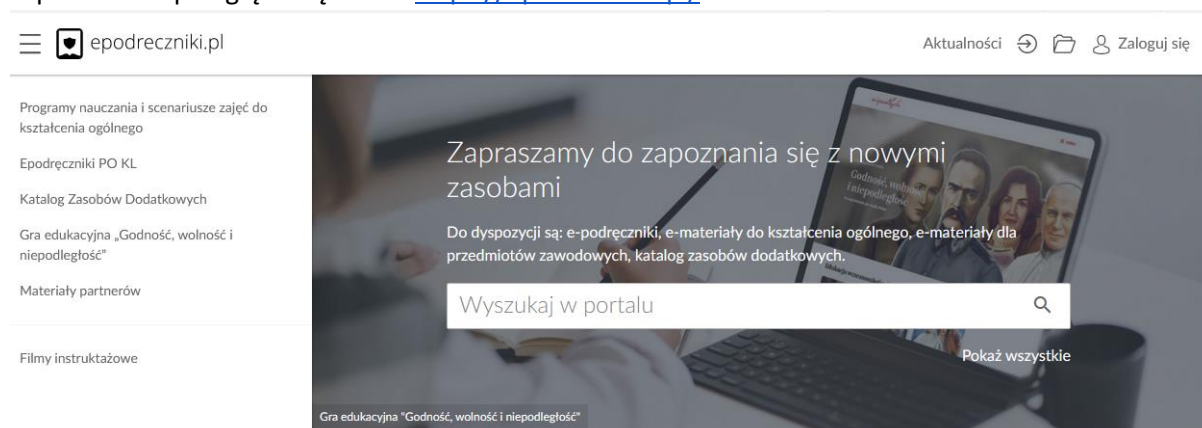 epodreczniki.pl
Aktualności
Zaloguj się
Programy nauczania i scenariusze zajęć do
kształcenia ogólnego
Epodręczniki PO KL
Katalog Zasobów Dodatkowych
Gra edukacyjna „Godność, wolność i
niepodległość”
Materiały partnerów
Filmy instruktażowe
Zapraszamy do zapoznania się z nowymi
zasobami
Do dyspozycji są: e-podręczniki, e-materiały do kształcenia ogólnego, e-materiały dla
przedmiotów zawodowych, katalog zasobów dodatkowych.
Wyszukaj w portalu
Pokaż wszystkie
Godność, wolność
i niepodległość
Gra edukacyjna "Godność, wolność i niepodległość"